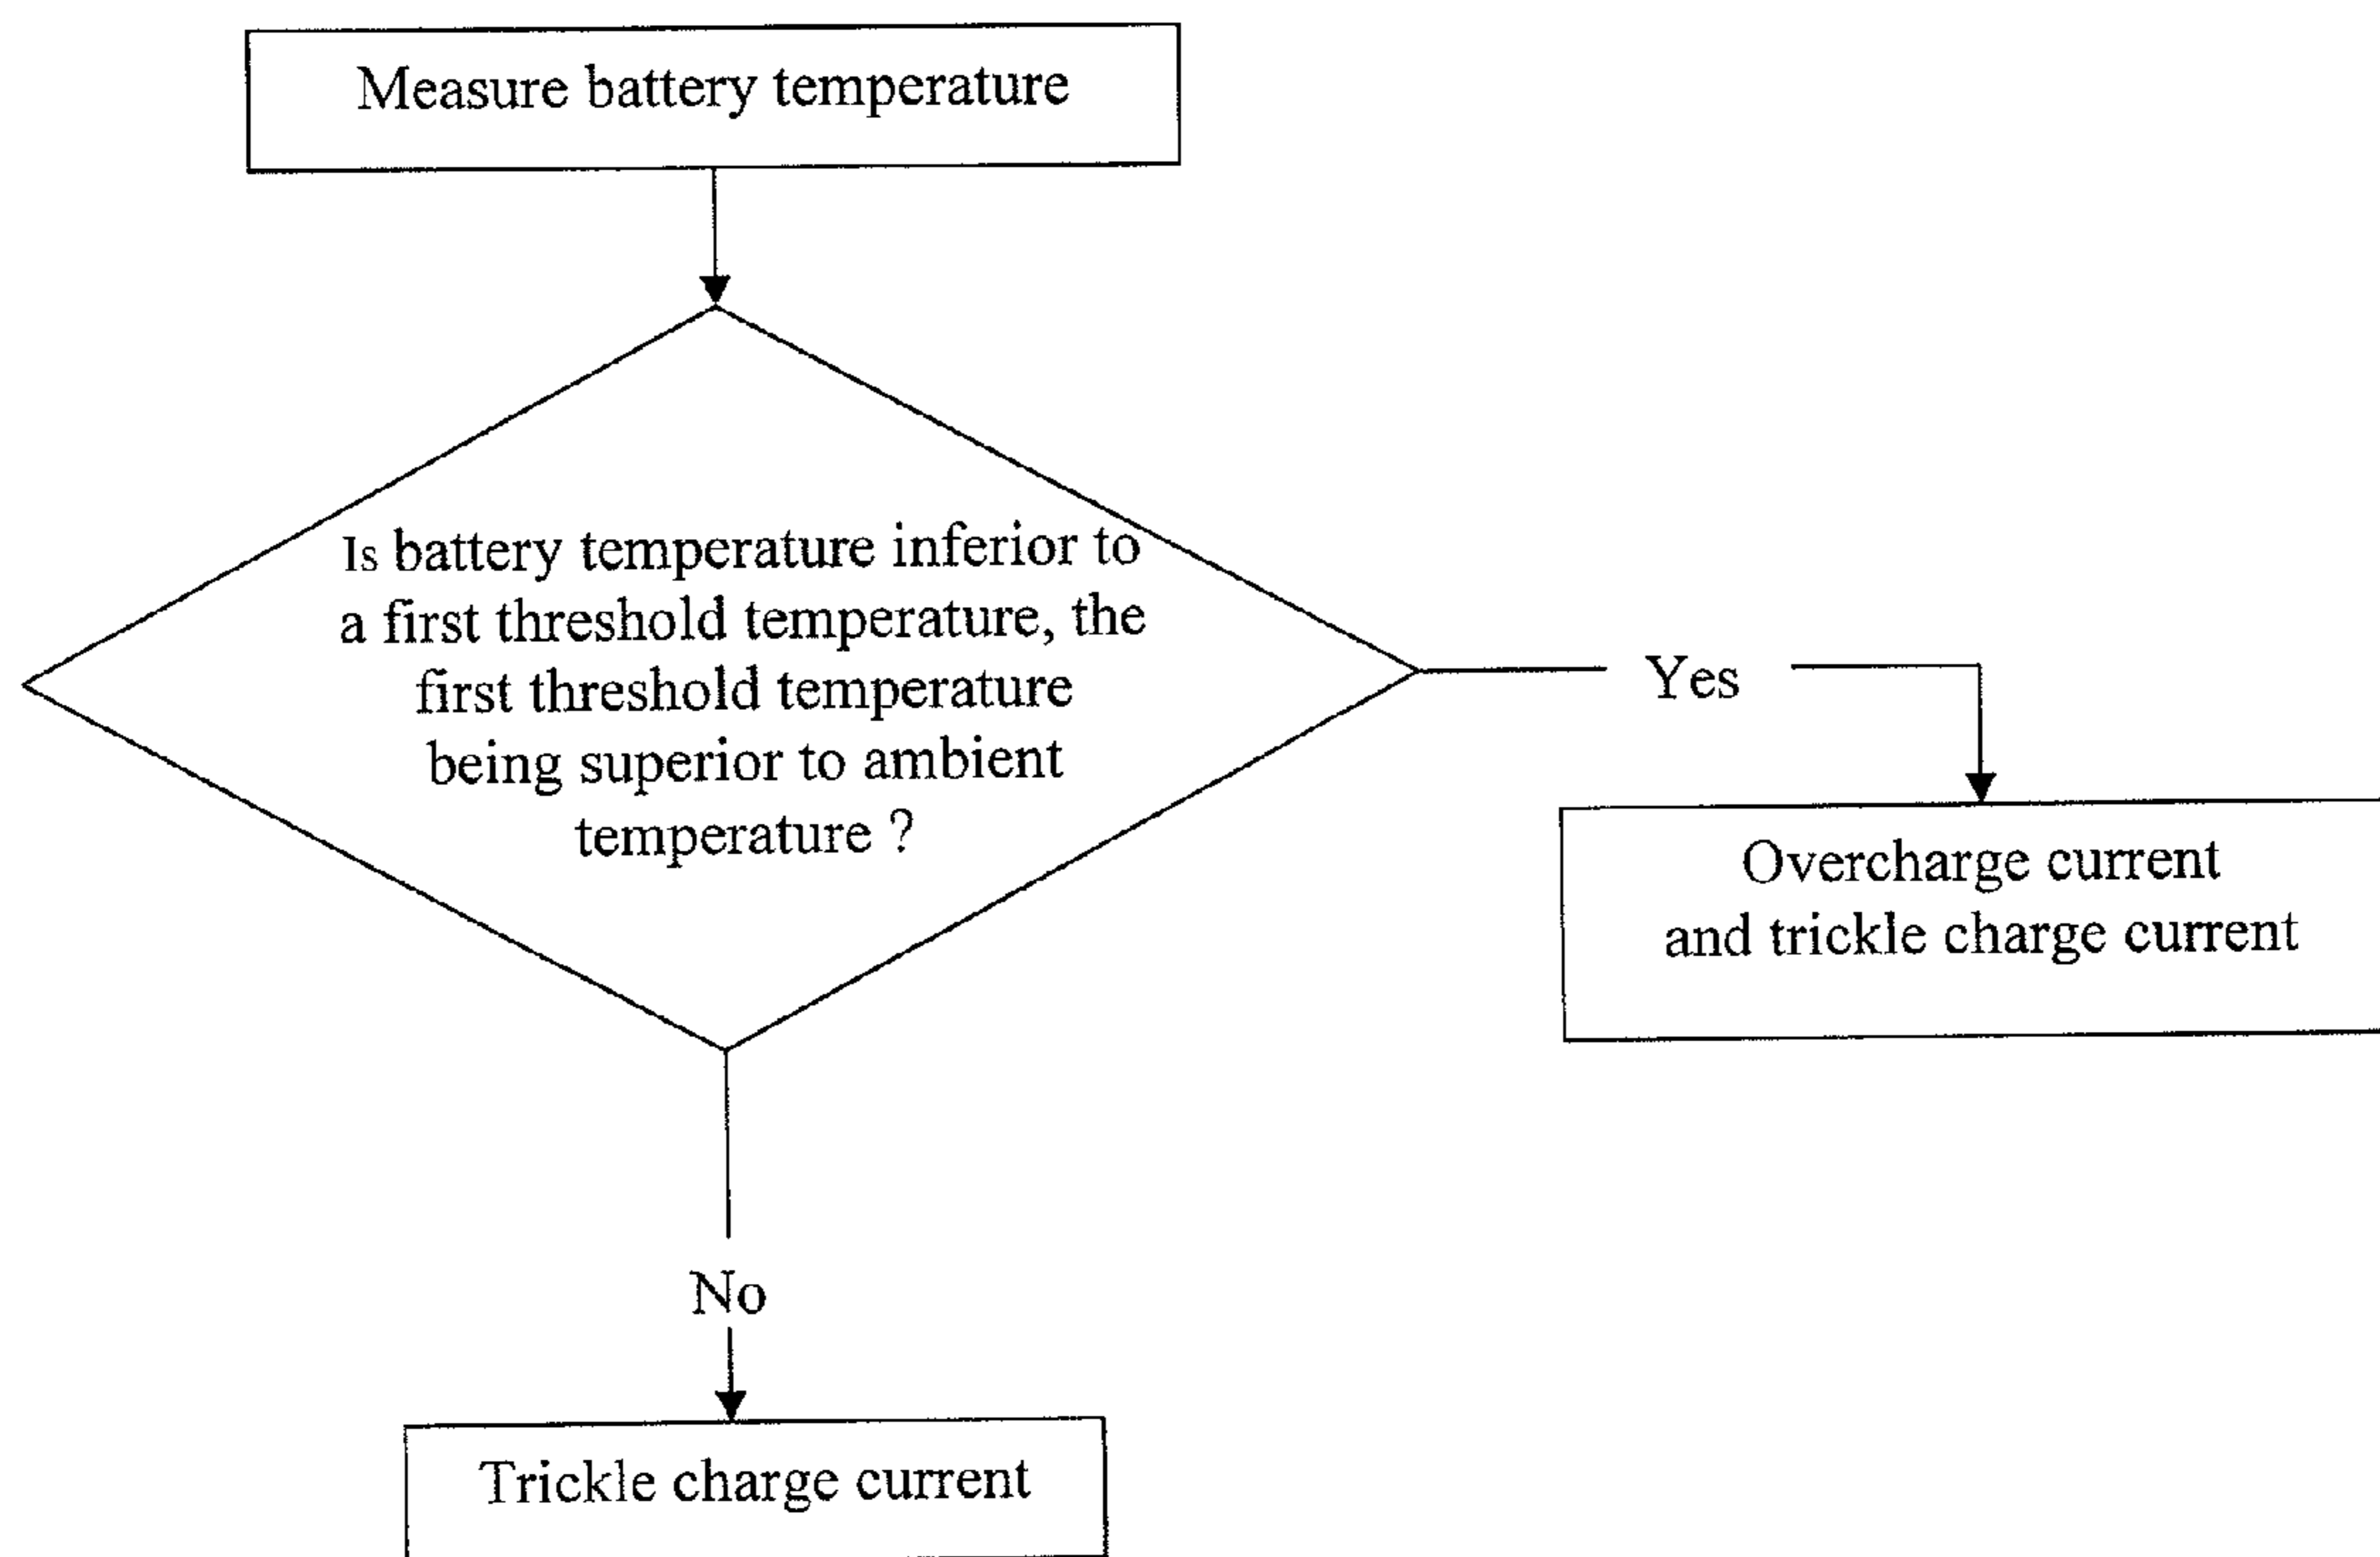 Measure battery temperature
Is battery temperature inferior to
a first threshold temperature, the
first threshold temperature
being superior to ambient
temperature ?
Yes
Overcharge current
and trickle charge current
No
Trickle charge current